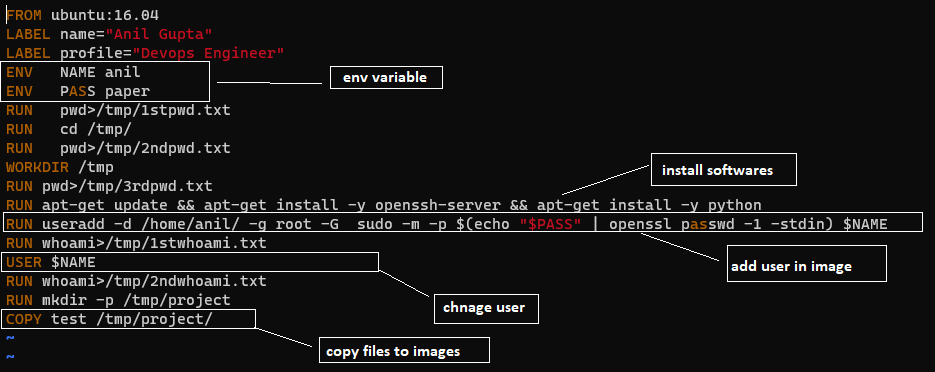 FROM ubuntu:16.04
LABEL name="Anil Gupta"
LABEL profile="Devops Engineer"
ENV   NAME anil
env variable
ENV   PASS paper
RUN   pwd>/tmp/1stpwd.txt
RUN   cd /tmp/
RUN   pwd>/tmp/2ndpwd.txt
WORKDIR /tmp
install softwares
RUN pwd>/tmp/3rdpwd.txt
RUN apt-get update && apt-get install -y openssh-server && apt-get install -y python
RUN useradd -d /home/anil/ -g root -G  sudo -m -p $(echo "$PASS" | openssl passwd -1 -stdin) $NAME
RUN whoami>/tmp/1stwhoami.txt
USER $NAME
add user in image
RUN whoami>/tmp/2ndwhoami.txt
RUN mkdir -p /tmp/project
chnage user
COPY test /tmp/project/
~
copy files to images
~